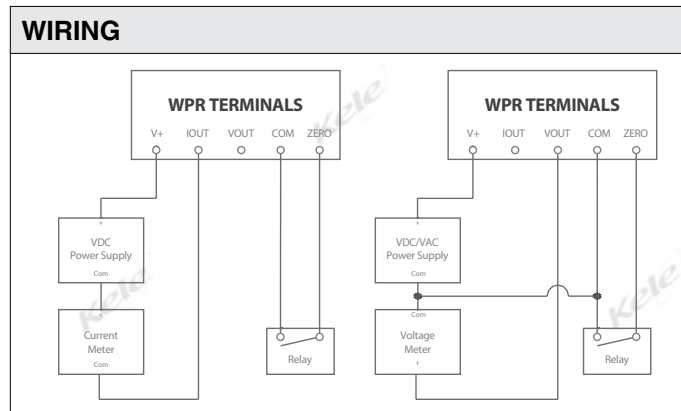 WIRING
WPR TERMINALS
V+ IOUT VOUT COM ZERO
+
VDC
Power Supply
Com
Current
Meter
Com
Relay
WPR TERMINALS
V+ IOUT VOUT COM ZERO
+
VDC/VAC
Power Supply
Com
Com
Voltage
Meter
+
Relay
Kele
Kele
Kele